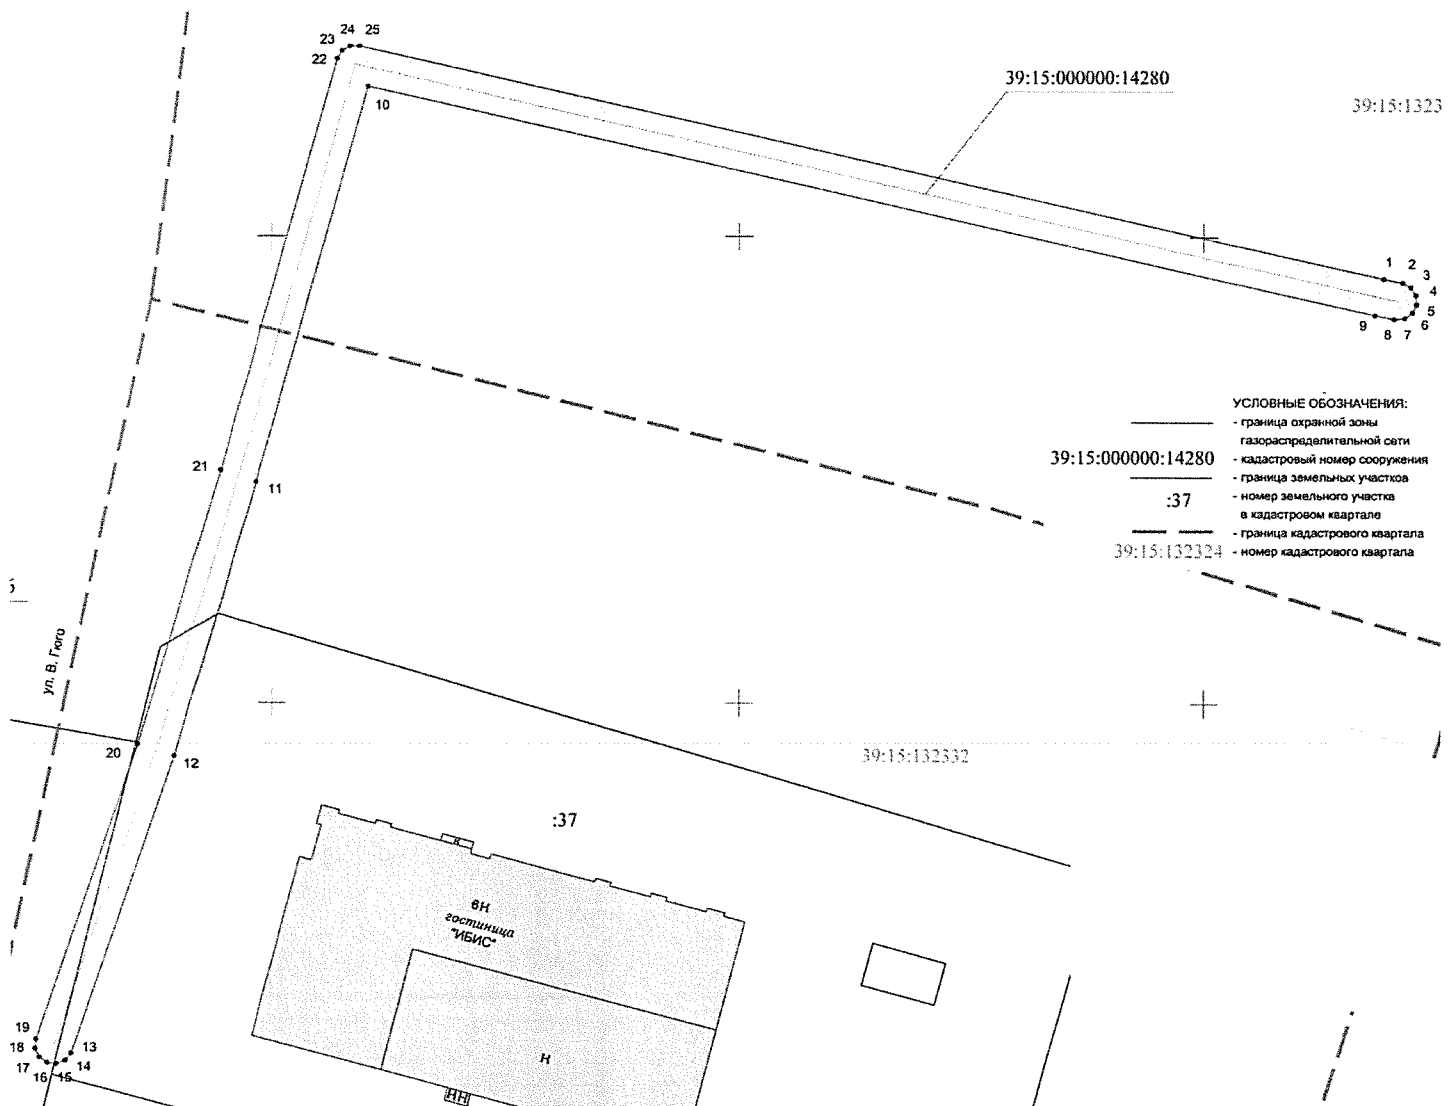 24 25
23
22
10
39:15:000000:14280
39:15:1323
1
2
3
4
5
6
7
8
9
УСЛОВНЫЕ ОБОЗНАЧЕНИЯ:
- граница охранной зоны
газораспределительной сети
39:15:000000:14280 - кадастровый номер сооружения
- граница земельных участков
:37 - номер земельного участка
в кадастровом квартале
- граница кадастрового квартала
39:15:132324 - номер кадастрового квартала
21
11
ул. В. Гюго
20
12
39:15:132332
:37
6Н
гостиница
"ИБИС"
Н
НН
19
18
17
16
15
14
13